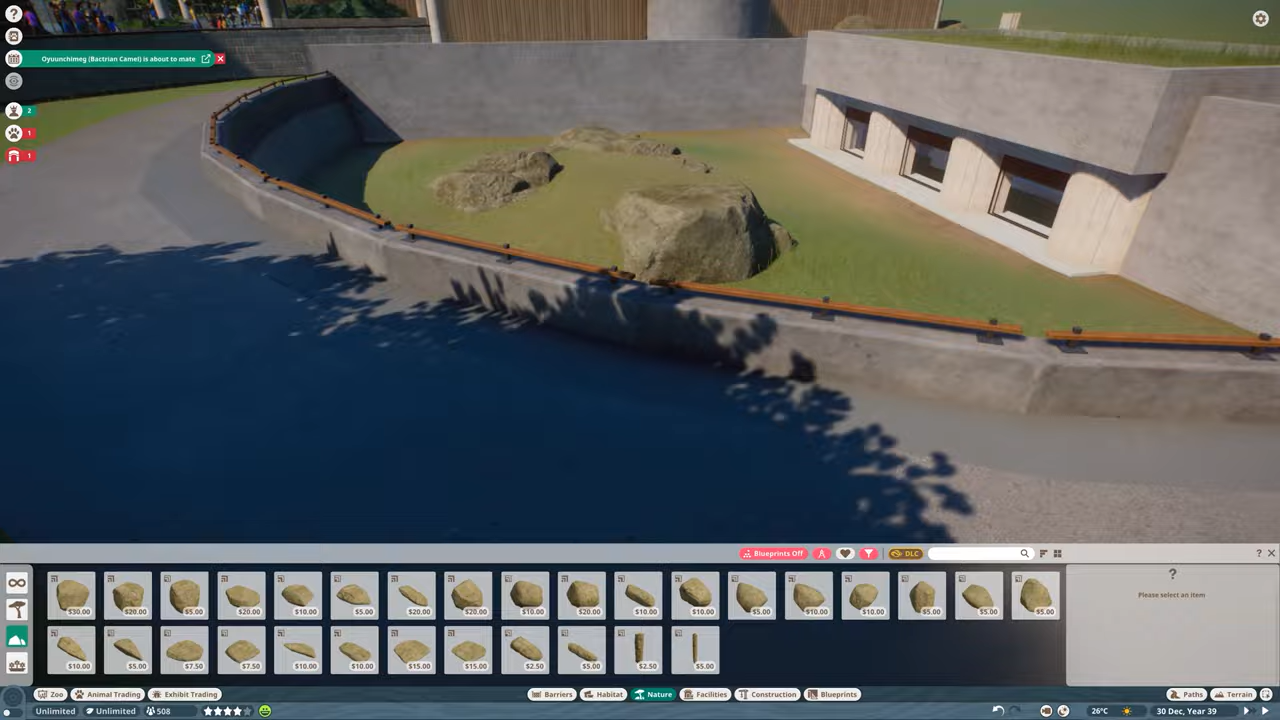 ?
Oyuunchimeg (Bactrian Camel) is about to mate
2
1
1
Blueprints Off
DLC
?
$30.00 $20.00 $5.00 $20.00 $10.00 $5.00 $20.00 $20.00 $10.00 $20.00 $10.00 $10.00 $5.00 $10.00 $10.00 $5.00 $5.00 $5.00
$10.00 $5.00 $7.50 $7.50 $10.00 $10.00 $15.00 $15.00 $2.50 $5.00 $2.50 $5.00
?
Please select an item
Zoo Animal Trading Exhibit Trading Barriers Habitat Nature Facilities Construction Blueprints Paths Terrain
Unlimited Unlimited 508 26°C 30 Dec, Year 39